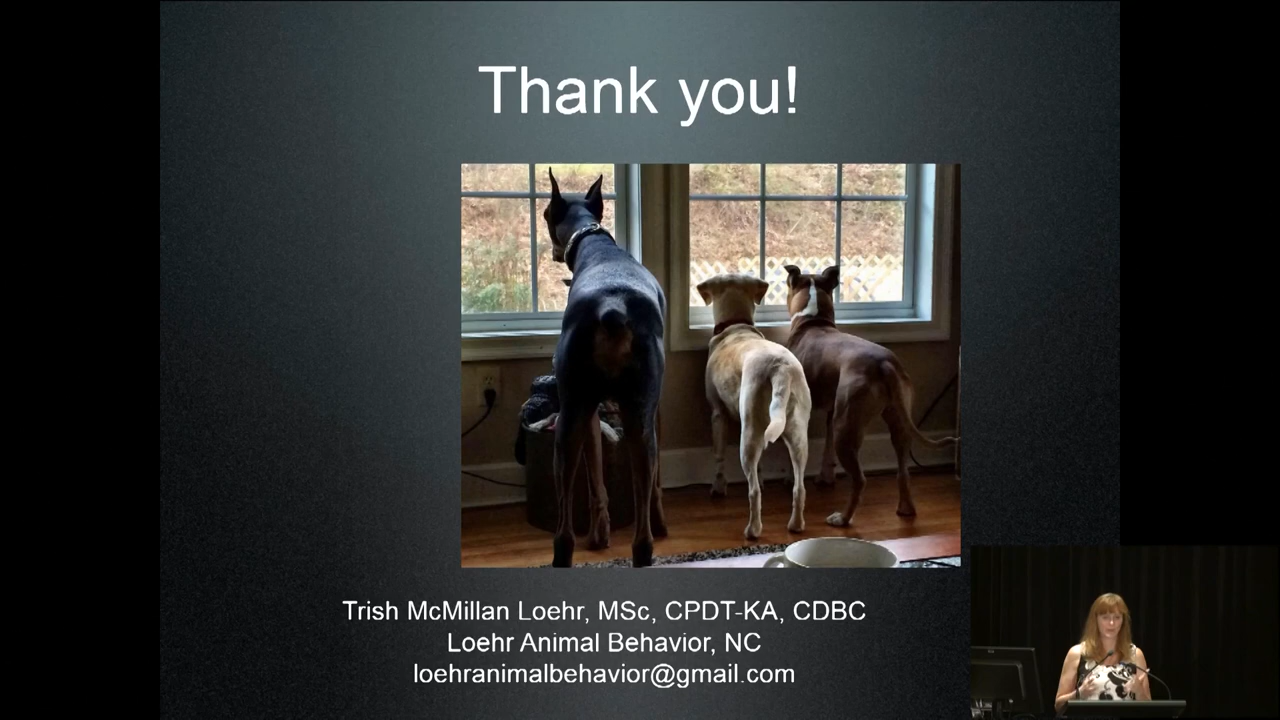 Thank you!
Trish McMillan Loehr, MSc, CPDT-KA, CDBC
Loehr Animal Behavior, NC
loehranimalbehavior@gmail.com